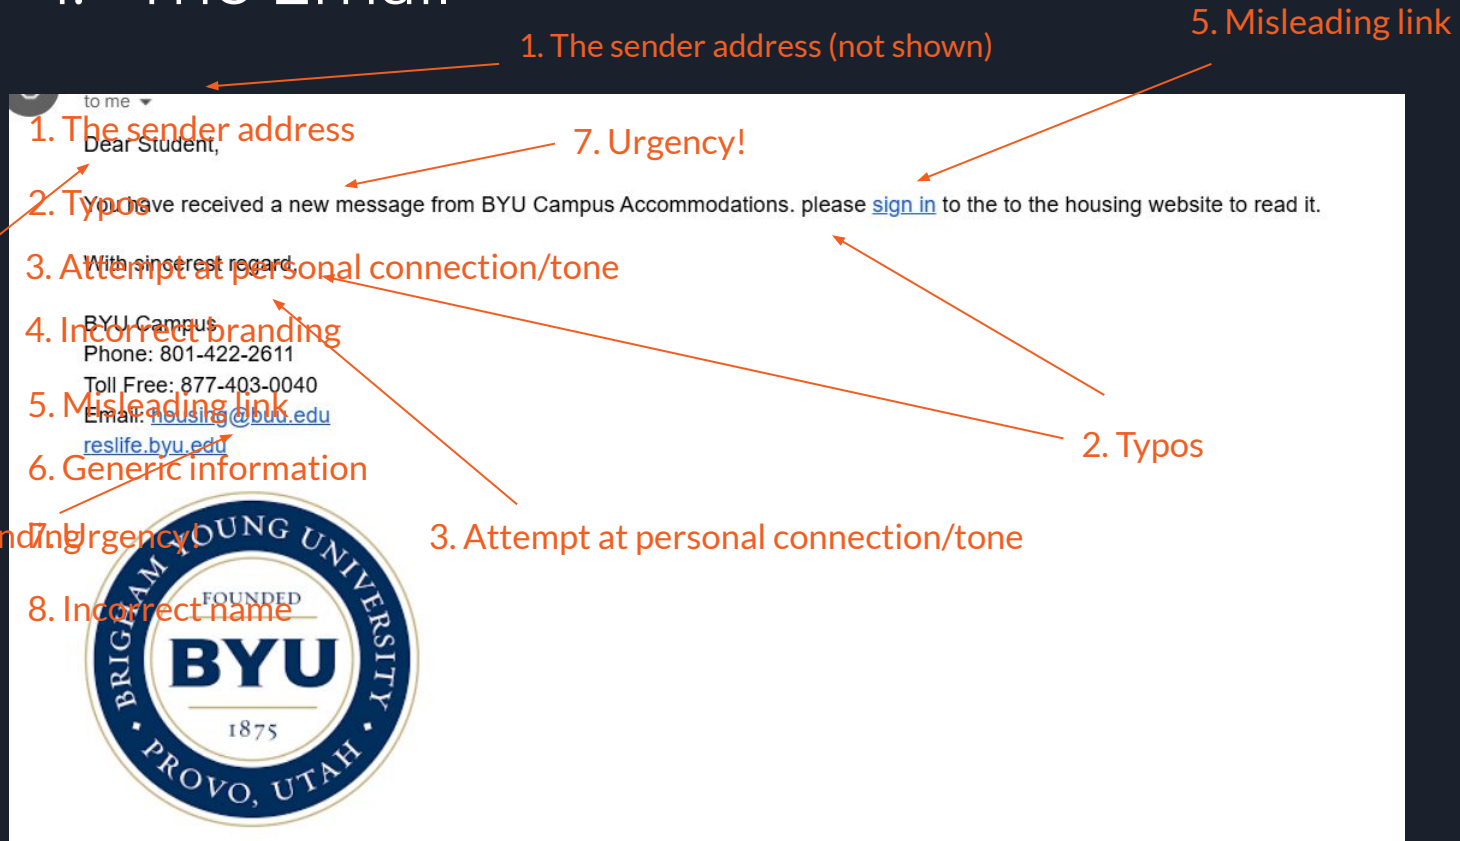 1. The Email
5. Misleading link
1. The sender address (not shown)
to me
1. The sender address
Dear Student,
7. Urgency!
2. Typos
You have received a new message from BYU Campus Accommodations. please sign in to the to the housing website to read it.
With sincerest regard,
3. Attempt at personal connection/tone
BYU Campus
4. Incorrect branding
Phone: 801-422-2611
Toll Free: 877-403-0040
5. Misleading link
Email: housing@buu.edu
reslife.byu.edu
2. Typos
6. Generic information
nding
7. Urgency!
3. Attempt at personal connection/tone
8. Incorrect name
BRIGHAM YOUNG UNIVERSITY
FOUNDED
BYU
1875
PROVO, UTAH